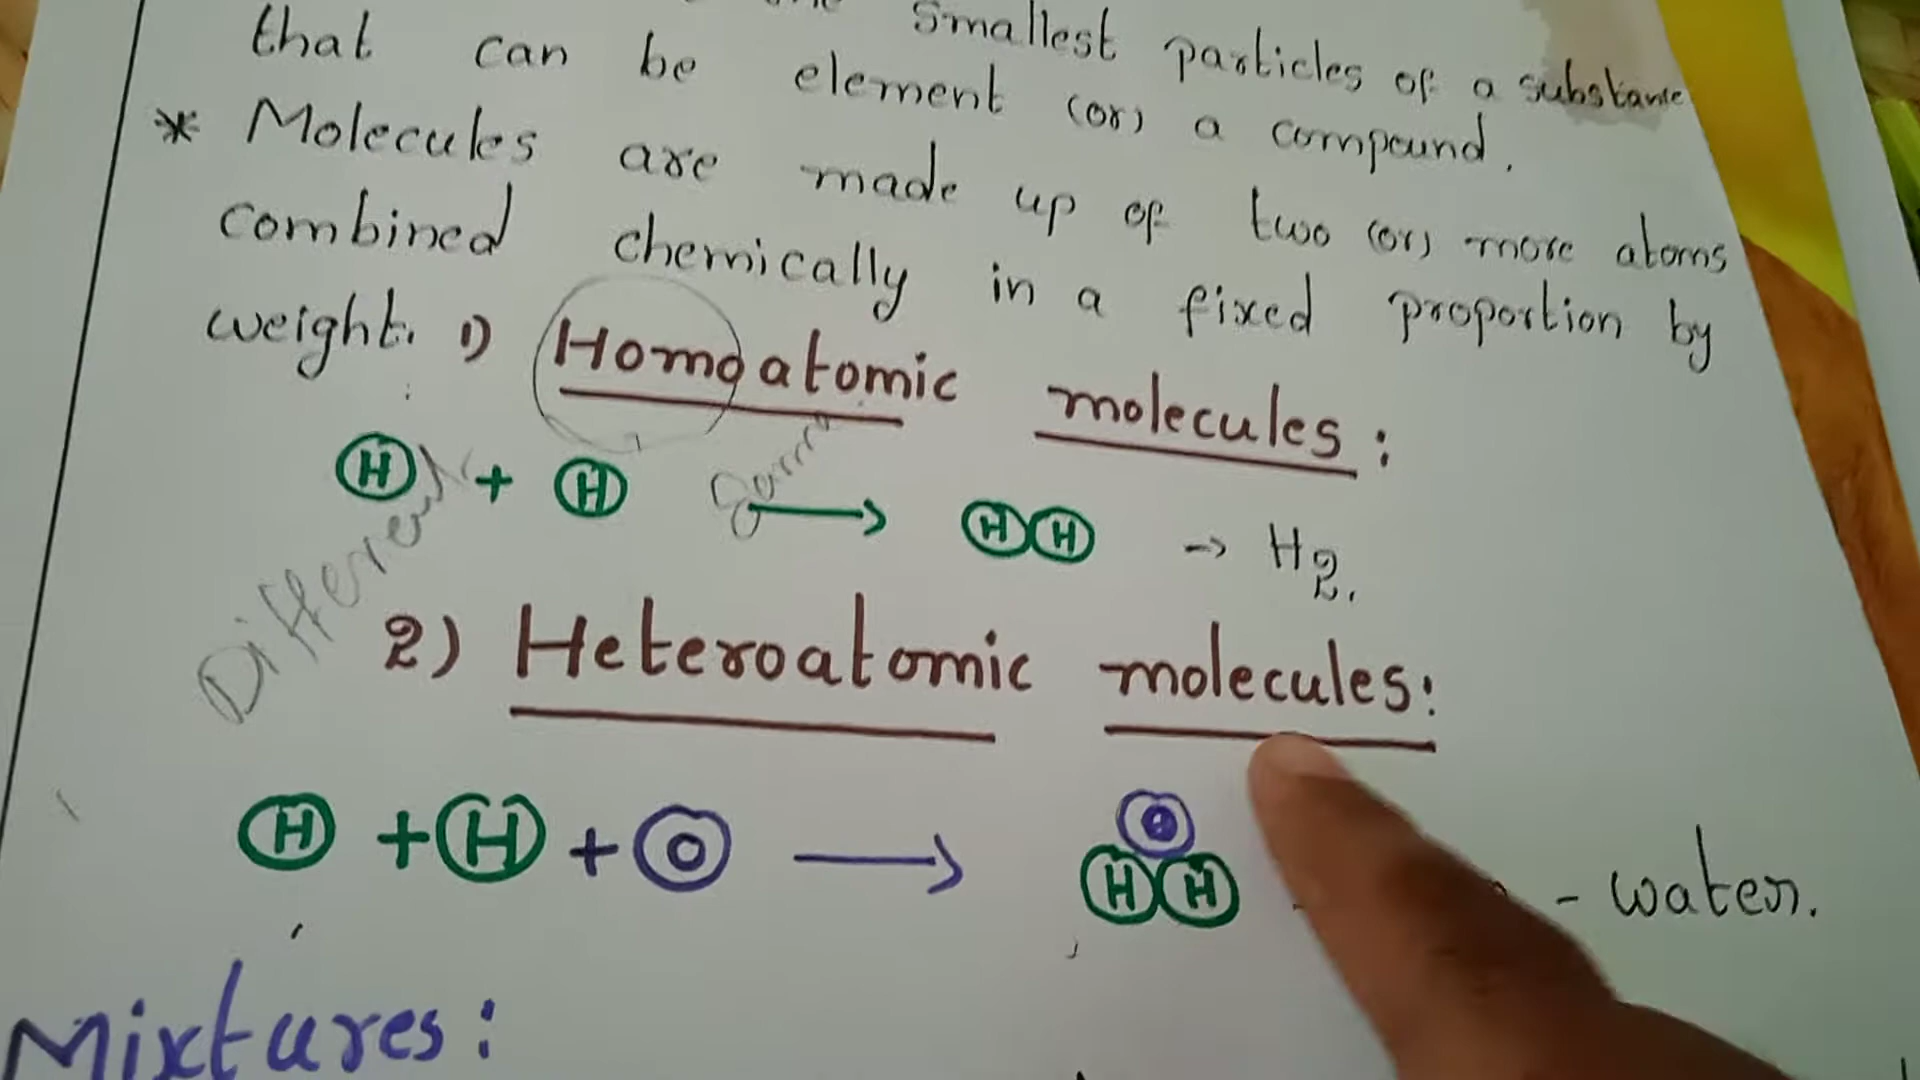 smallest particles of a substance
that can be element (or) a compound.
* Molecules are made up of two (or) more atoms
combined chemically in a fixed proportion by
weight. 1) Homoatomic molecules:
H + H Same → HH → H2.
Different
2) Heteroatomic molecules:
H + H + O → O HH - water.
Mixtures: